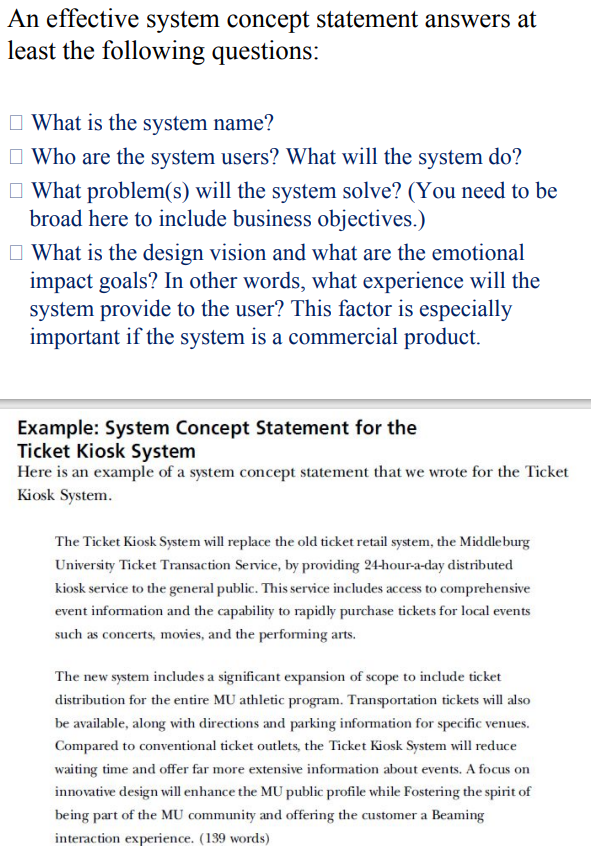 An effective system concept statement answers at
least the following questions:
What is the system name?
Who are the system users? What will the system do?
What problem(s) will the system solve? (You need to be
broad here to include business objectives.)
What is the design vision and what are the emotional
impact goals? In other words, what experience will the
system provide to the user? This factor is especially
important if the system is a commercial product.
Example: System Concept Statement for the
Ticket Kiosk System
Here is an example of a system concept statement that we wrote for the Ticket
Kiosk System.
The Ticket Kiosk System will replace the old ticket retail system, the Middleburg
University Ticket Transaction Service, by providing 24-hour-a-day distributed
kiosk service to the general public. This service includes access to comprehensive
event information and the capability to rapidly purchase tickets for local events
such as concerts, movies, and the performing arts.
The new system includes a significant expansion of scope to include ticket
distribution for the entire MU athletic program. Transportation tickets will also
be available, along with directions and parking information for specific venues.
Compared to conventional ticket outlets, the Ticket Kiosk System will reduce
waiting time and offer far more extensive information about events. A focus on
innovative design will enhance the MU public profile while Fostering the spirit of
being part of the MU community and offering the customer a Beaming
interaction experience. (139 words)